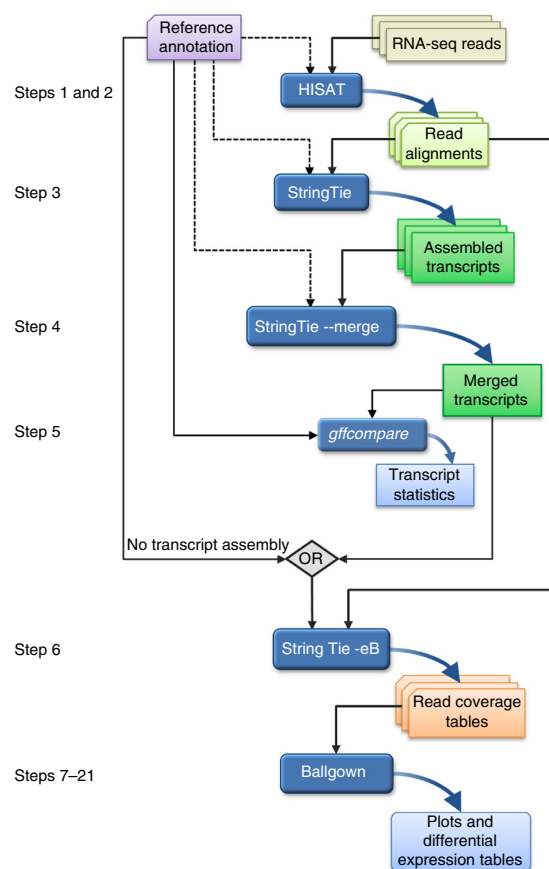 Reference
annotation
RNA-seq reads
Steps 1 and 2
HISAT
Read
alignments
Step 3
StringTie
Assembled
transcripts
Step 4
StringTie --merge
Merged
transcripts
Step 5
gffcompare
Transcript
statistics
No transcript assembly
OR
Step 6
String Tie -eB
Read coverage
tables
Steps 7–21
Ballgown
Plots and
differential
expression tables